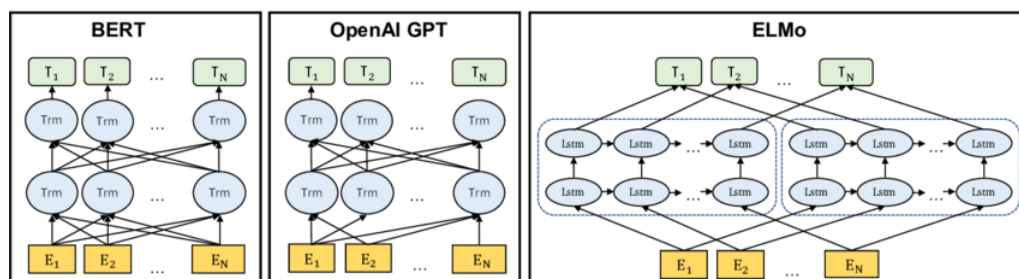 BERT OpenAI GPT ELMo
T1 T2 ... TN T1 T2 ... TN T1 T2 ... TN
Trm Trm ... Trm Trm Trm ... Trm Lstm Lstm ... Lstm Lstm Lstm ... Lstm
Trm Trm ... Trm Trm Trm ... Trm Lstm Lstm ... Lstm Lstm Lstm ... Lstm
E1 E2 ... EN E1 E2 ... EN E1 E2 ... EN